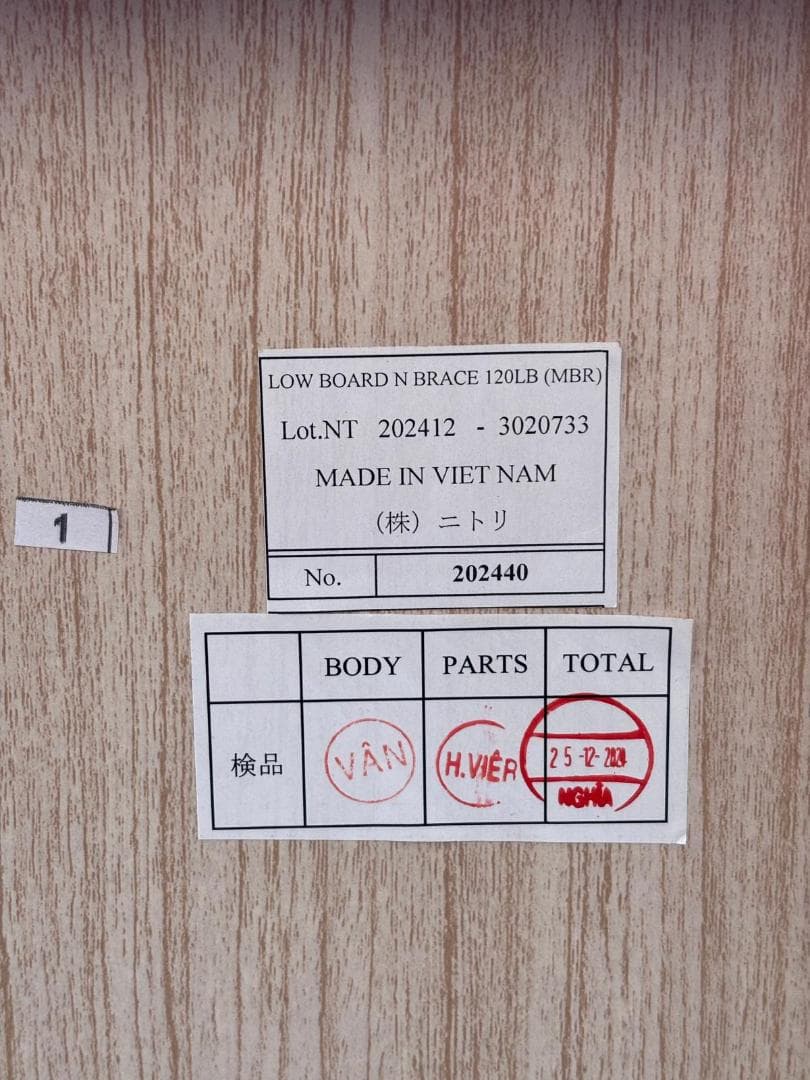 LOW BOARD N BRACE 120LB (MBR)
Lot.NT 202412 - 3020733
MADE IN VIET NAM
（株）ニトリ
No. 202440
1
BODY PARTS TOTAL
検品 VÂN H.VIÊR 25-12-2024
NGHĨA